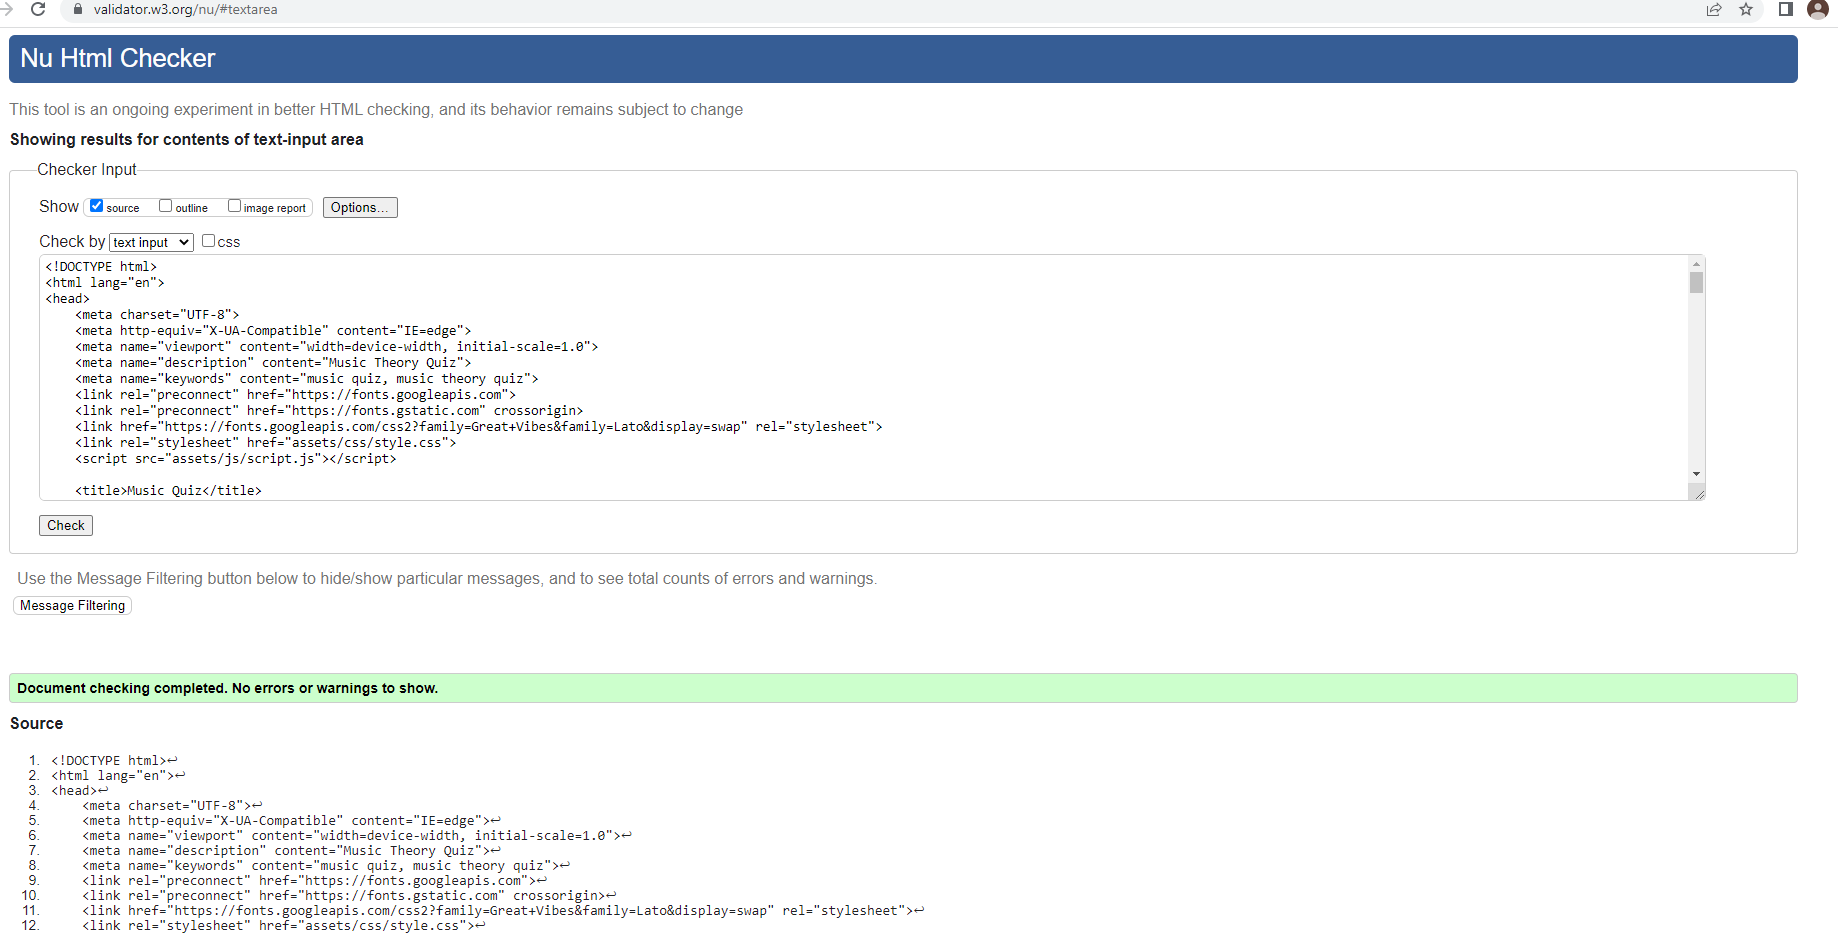 validator.w3.org/nu/#textarea
Nu Html Checker
This tool is an ongoing experiment in better HTML checking, and its behavior remains subject to change
Showing results for contents of text-input area
Checker Input
Show source outline image report Options...
Check by text input css
<!DOCTYPE html>
<html lang="en">
<head>
    <meta charset="UTF-8">
    <meta http-equiv="X-UA-Compatible" content="IE=edge">
    <meta name="viewport" content="width=device-width, initial-scale=1.0">
    <meta name="description" content="Music Theory Quiz">
    <meta name="keywords" content="music quiz, music theory quiz">
    <link rel="preconnect" href="https://fonts.googleapis.com">
    <link rel="preconnect" href="https://fonts.gstatic.com" crossorigin>
    <link href="https://fonts.googleapis.com/css2?family=Great+Vibes&family=Lato&display=swap" rel="stylesheet">
    <link rel="stylesheet" href="assets/css/style.css">
    <script src="assets/js/script.js"></script>
    <title>Music Quiz</title>
Check
Use the Message Filtering button below to hide/show particular messages, and to see total counts of errors and warnings.
Message Filtering
Document checking completed. No errors or warnings to show.
Source
1. <!DOCTYPE html>↩
2. <html lang="en">↩
3. <head>↩
4.     <meta charset="UTF-8">↩
5.     <meta http-equiv="X-UA-Compatible" content="IE=edge">↩
6.     <meta name="viewport" content="width=device-width, initial-scale=1.0">↩
7.     <meta name="description" content="Music Theory Quiz">↩
8.     <meta name="keywords" content="music quiz, music theory quiz">↩
9.     <link rel="preconnect" href="https://fonts.googleapis.com">↩
10.     <link rel="preconnect" href="https://fonts.gstatic.com" crossorigin>↩
11.     <link href="https://fonts.googleapis.com/css2?family=Great+Vibes&family=Lato&display=swap" rel="stylesheet">↩
12.     <link rel="stylesheet" href="assets/css/style.css">↩